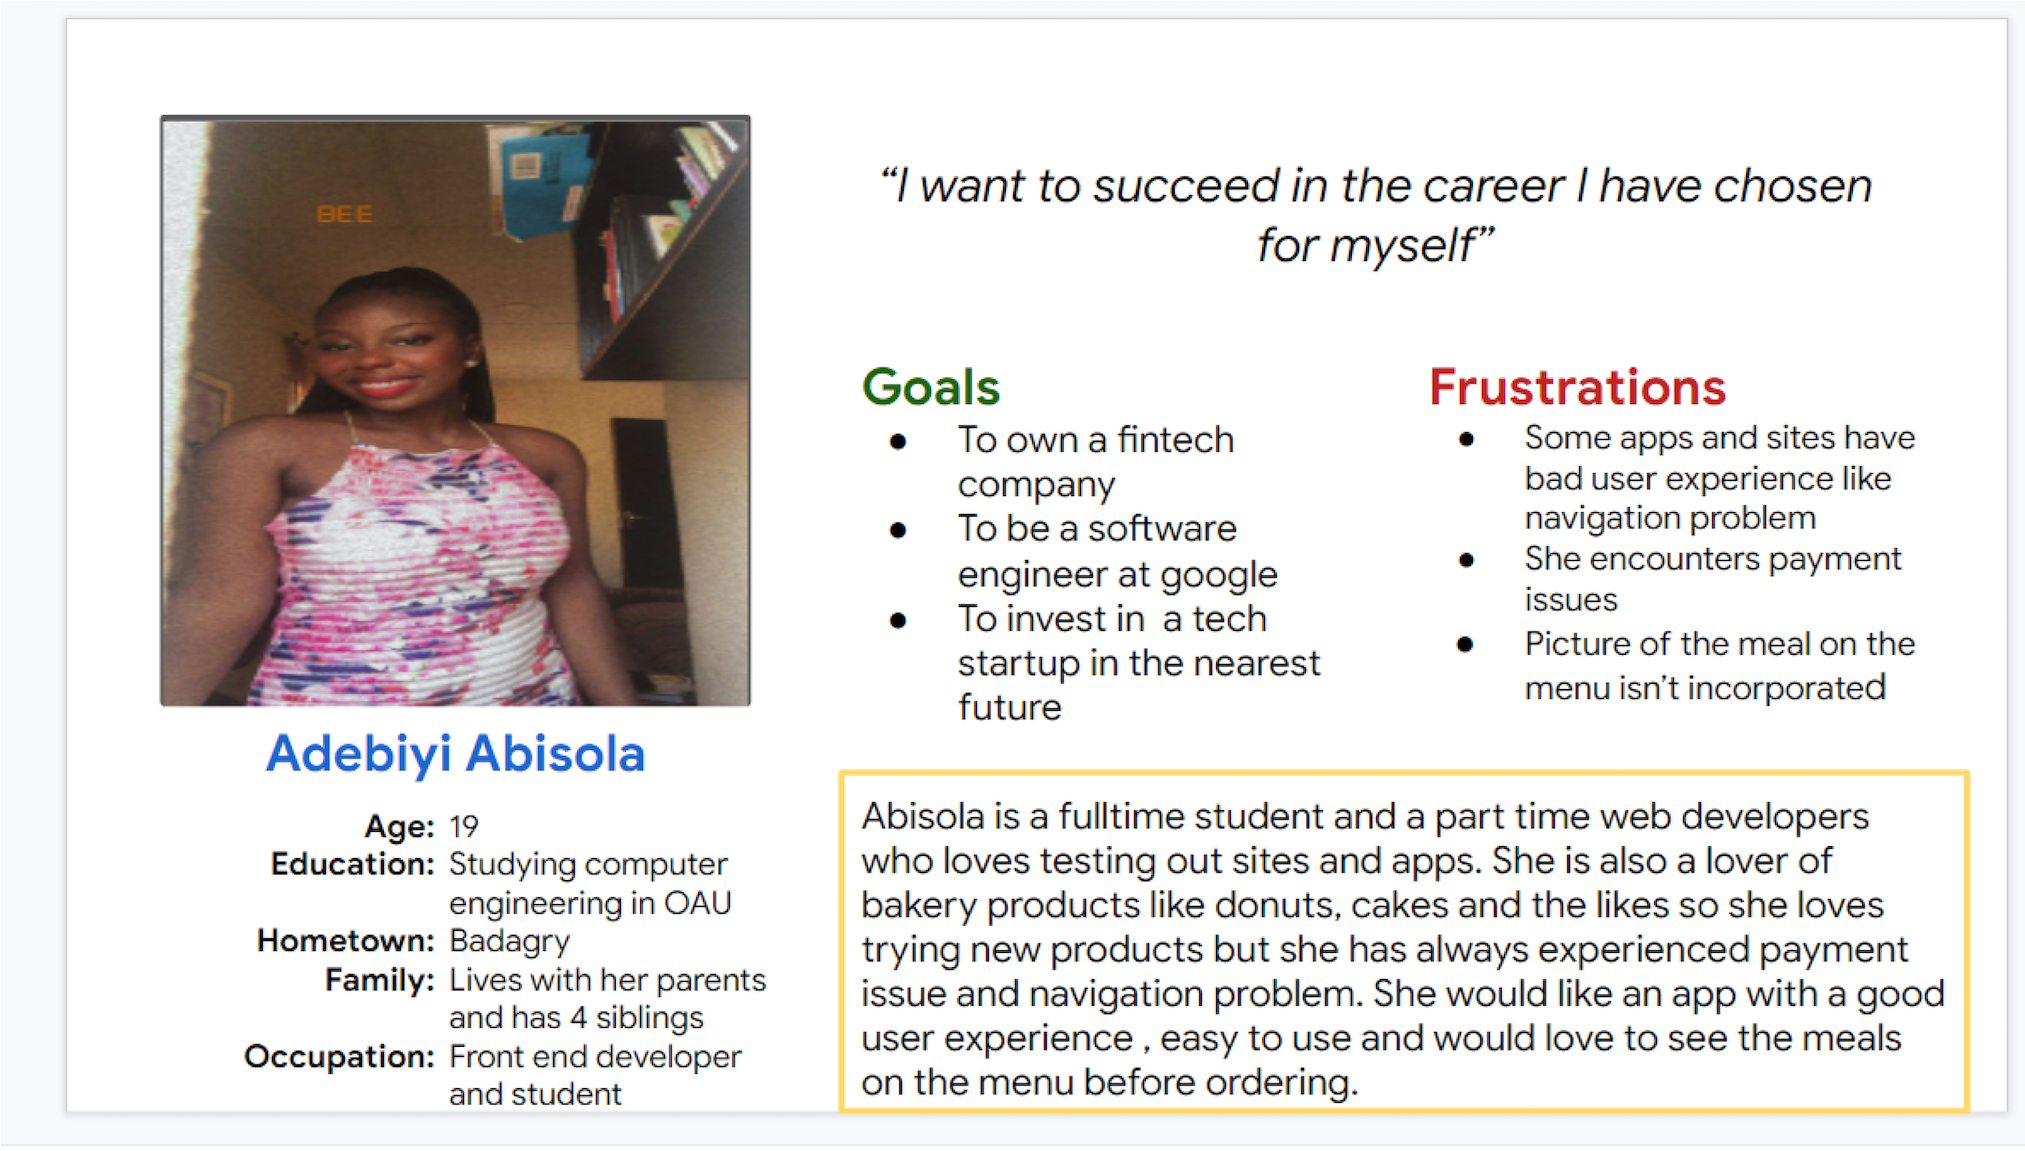 BEE
“I want to succeed in the career I have chosen
for myself”
Goals
● To own a fintech
company
● To be a software
engineer at google
● To invest in  a tech
startup in the nearest
future
Frustrations
● Some apps and sites have
bad user experience like
navigation problem
● She encounters payment
issues
● Picture of the meal on the
menu isn’t incorporated
Adebiyi Abisola
Age: 19
Education: Studying computer
engineering in OAU
Hometown: Badagry
Family: Lives with her parents
and has 4 siblings
Occupation: Front end developer
and student
Abisola is a fulltime student and a part time web developers
who loves testing out sites and apps. She is also a lover of
bakery products like donuts, cakes and the likes so she loves
trying new products but she has always experienced payment
issue and navigation problem. She would like an app with a good
user experience , easy to use and would love to see the meals
on the menu before ordering.